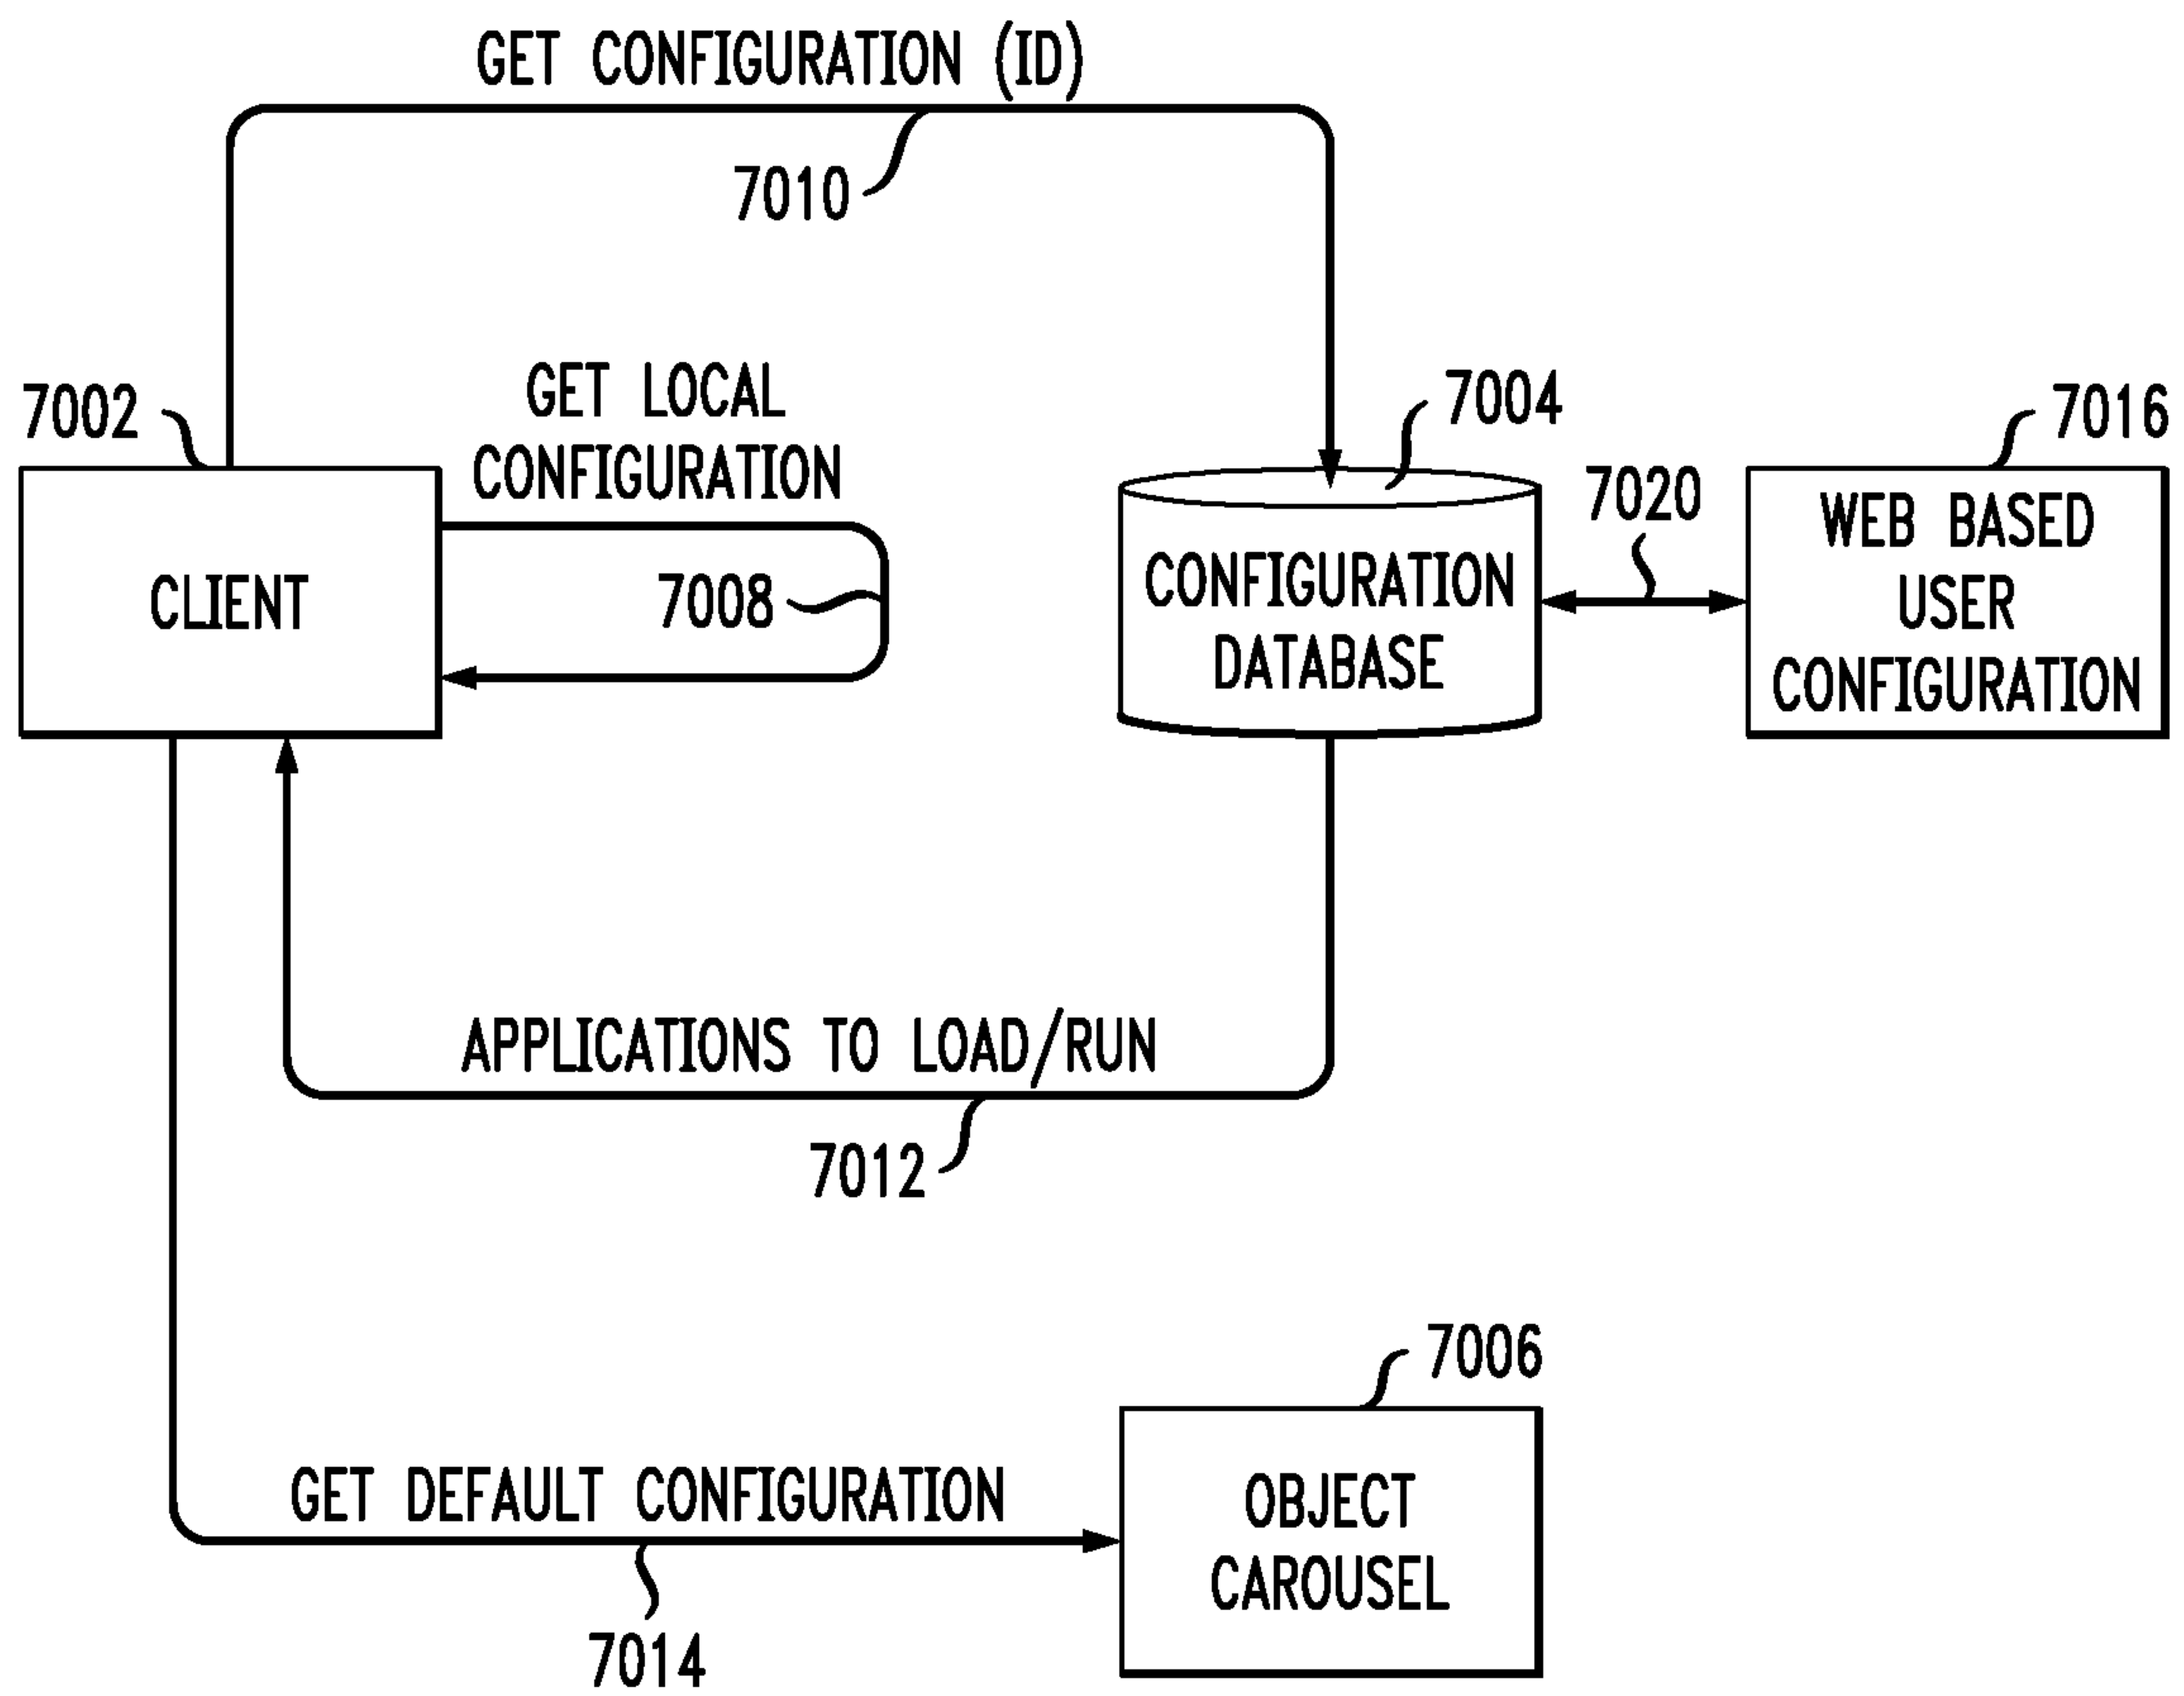 GET CONFIGURATION (ID)
7010
GET LOCAL
CONFIGURATION
7002
7004
7016
7020
CLIENT
7008
CONFIGURATION
DATABASE
WEB BASED
USER
CONFIGURATION
APPLICATIONS TO LOAD/RUN
7012
7006
GET DEFAULT CONFIGURATION
OBJECT
CAROUSEL
7014